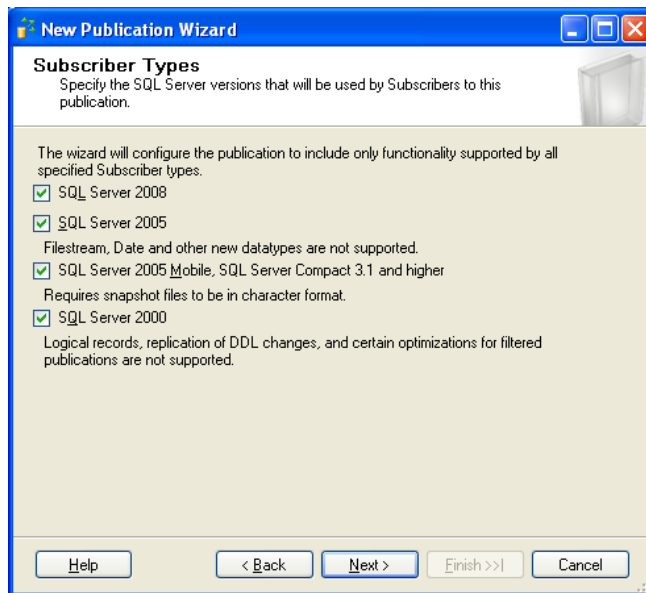 New Publication Wizard
Subscriber Types
Specify the SQL Server versions that will be used by Subscribers to this
publication.
The wizard will configure the publication to include only functionality supported by all
specified Subscriber types.
SQL Server 2008
SQL Server 2005
Filestream, Date and other new datatypes are not supported.
SQL Server 2005 Mobile, SQL Server Compact 3.1 and higher
Requires snapshot files to be in character format.
SQL Server 2000
Logical records, replication of DDL changes, and certain optimizations for filtered
publications are not supported.
Help < Back Next > Finish >>| Cancel